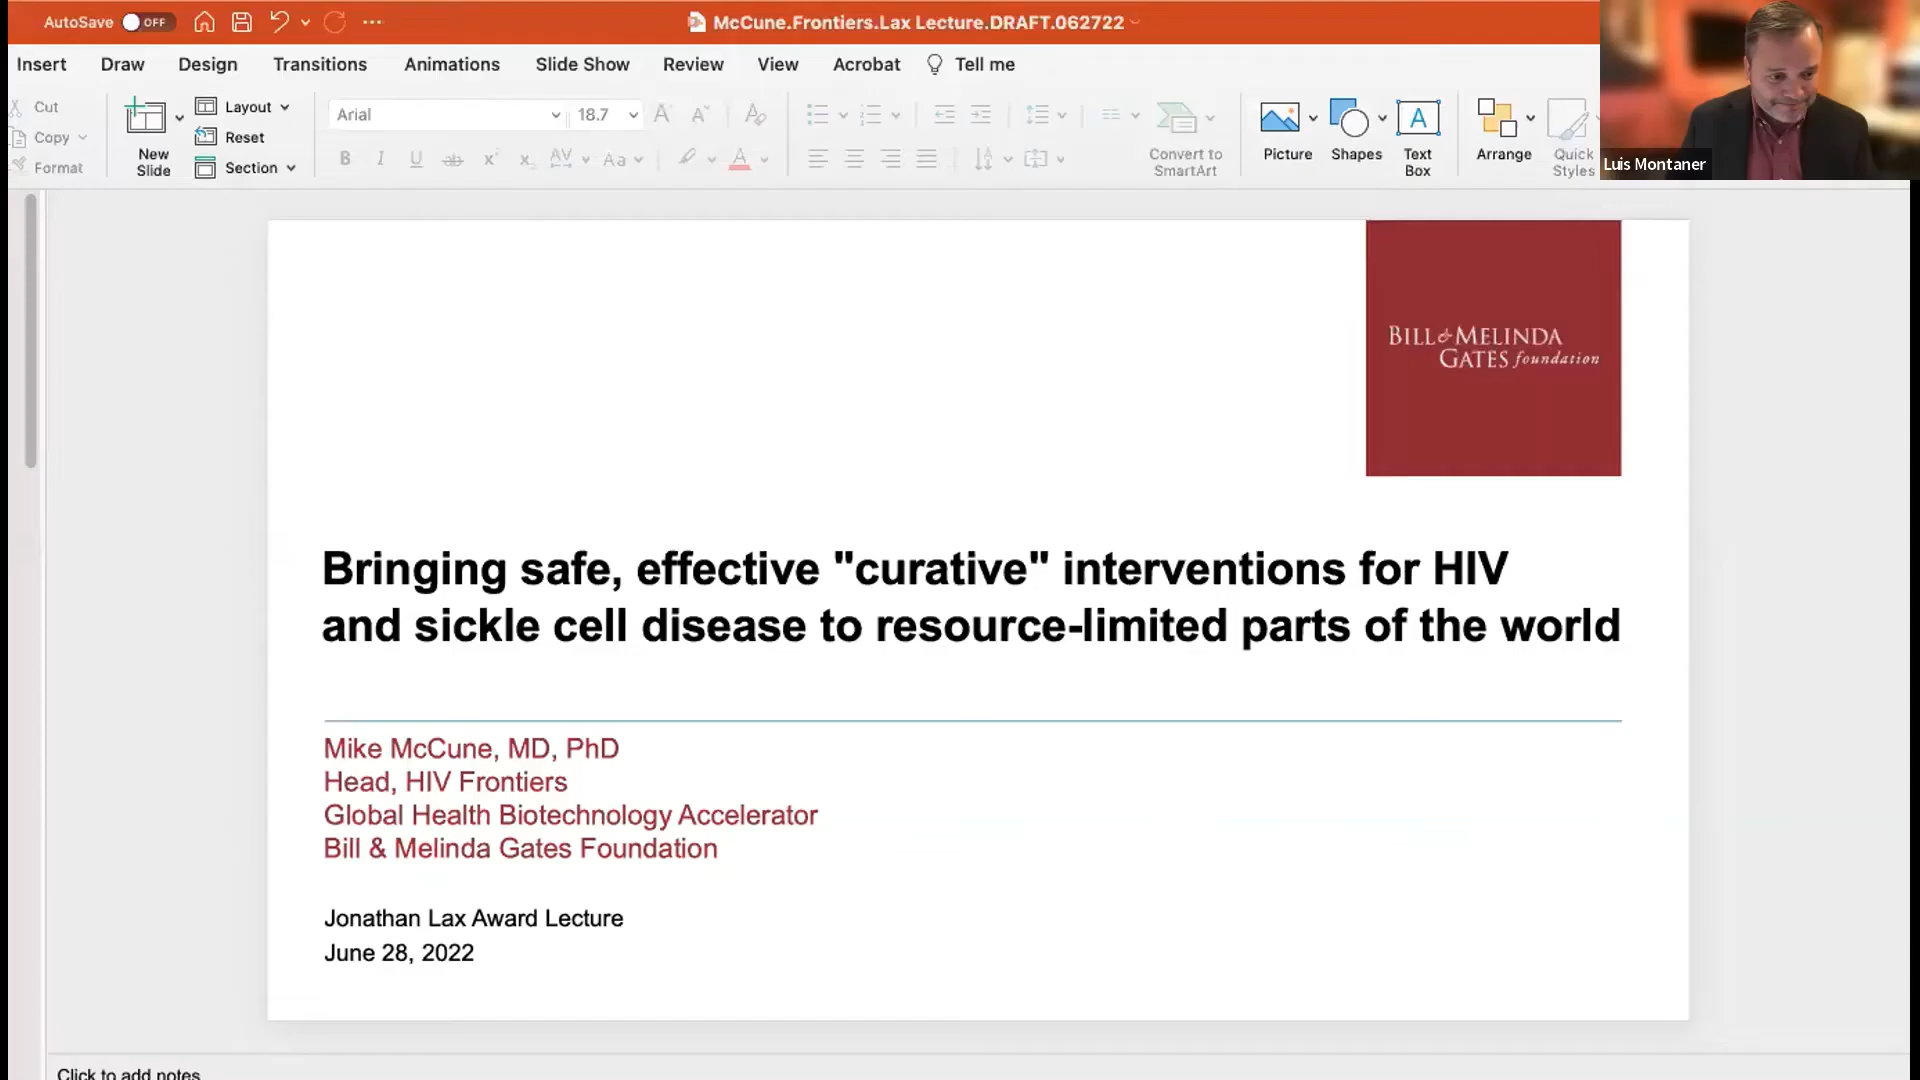 AutoSave OFF
McCune.Frontiers.Lax Lecture.DRAFT.062722
Insert Draw Design Transitions Animations Slide Show Review View Acrobat Tell me
Cut
Copy
Format
New
Slide
Layout
Reset
Section
Arial 18.7
Convert to
SmartArt
Picture
Shapes
Text
Box
Arrange
Quick
Styles
Luis Montaner
BILL & MELINDA
GATES foundation
Bringing safe, effective "curative" interventions for HIV
and sickle cell disease to resource-limited parts of the world
Mike McCune, MD, PhD
Head, HIV Frontiers
Global Health Biotechnology Accelerator
Bill & Melinda Gates Foundation
Jonathan Lax Award Lecture
June 28, 2022
Click to add notes